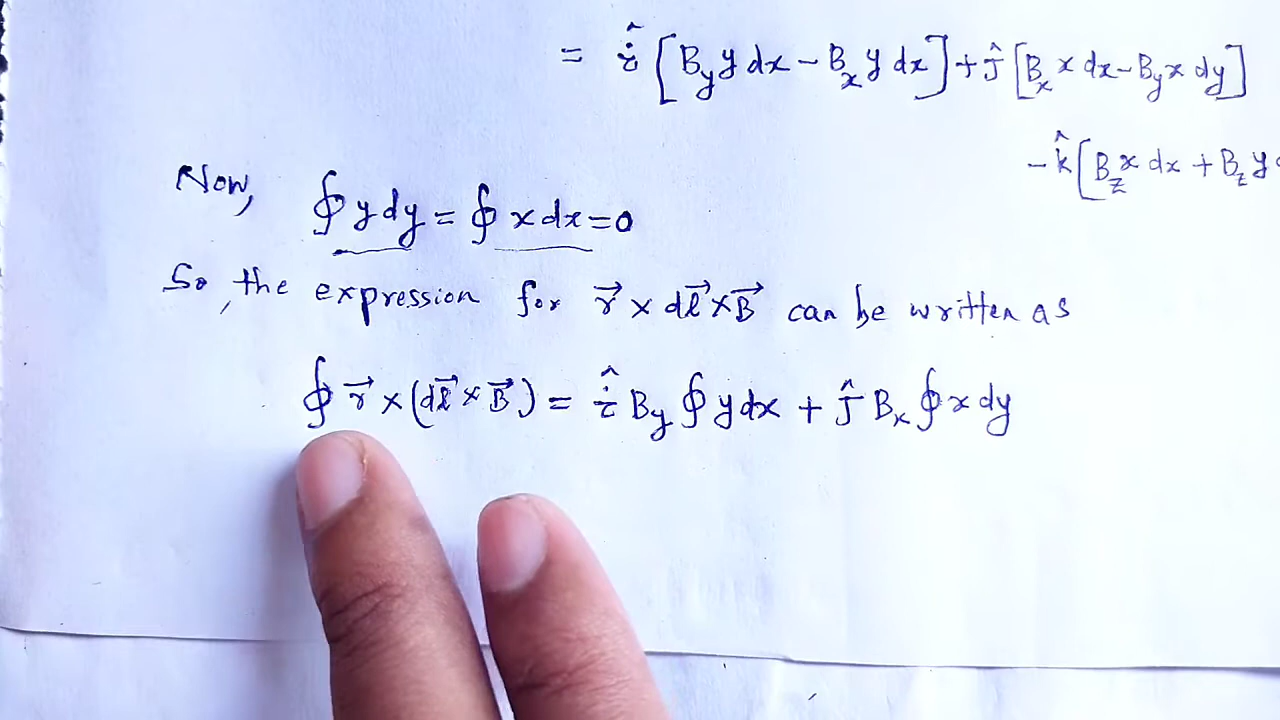 = î [B_y y dx - B_x y dx] + ĵ [B_x x dx - B_y x dy]
- k̂ [B_z x dx + B_z y
Now, ∮ y dy = ∮ x dx = 0
So, the expression for r⃗ × dl⃗ × B⃗ can be written as
∮ r⃗ × (dl⃗ × B⃗) = î B_y ∮ y dx + ĵ B_x ∮ x dy